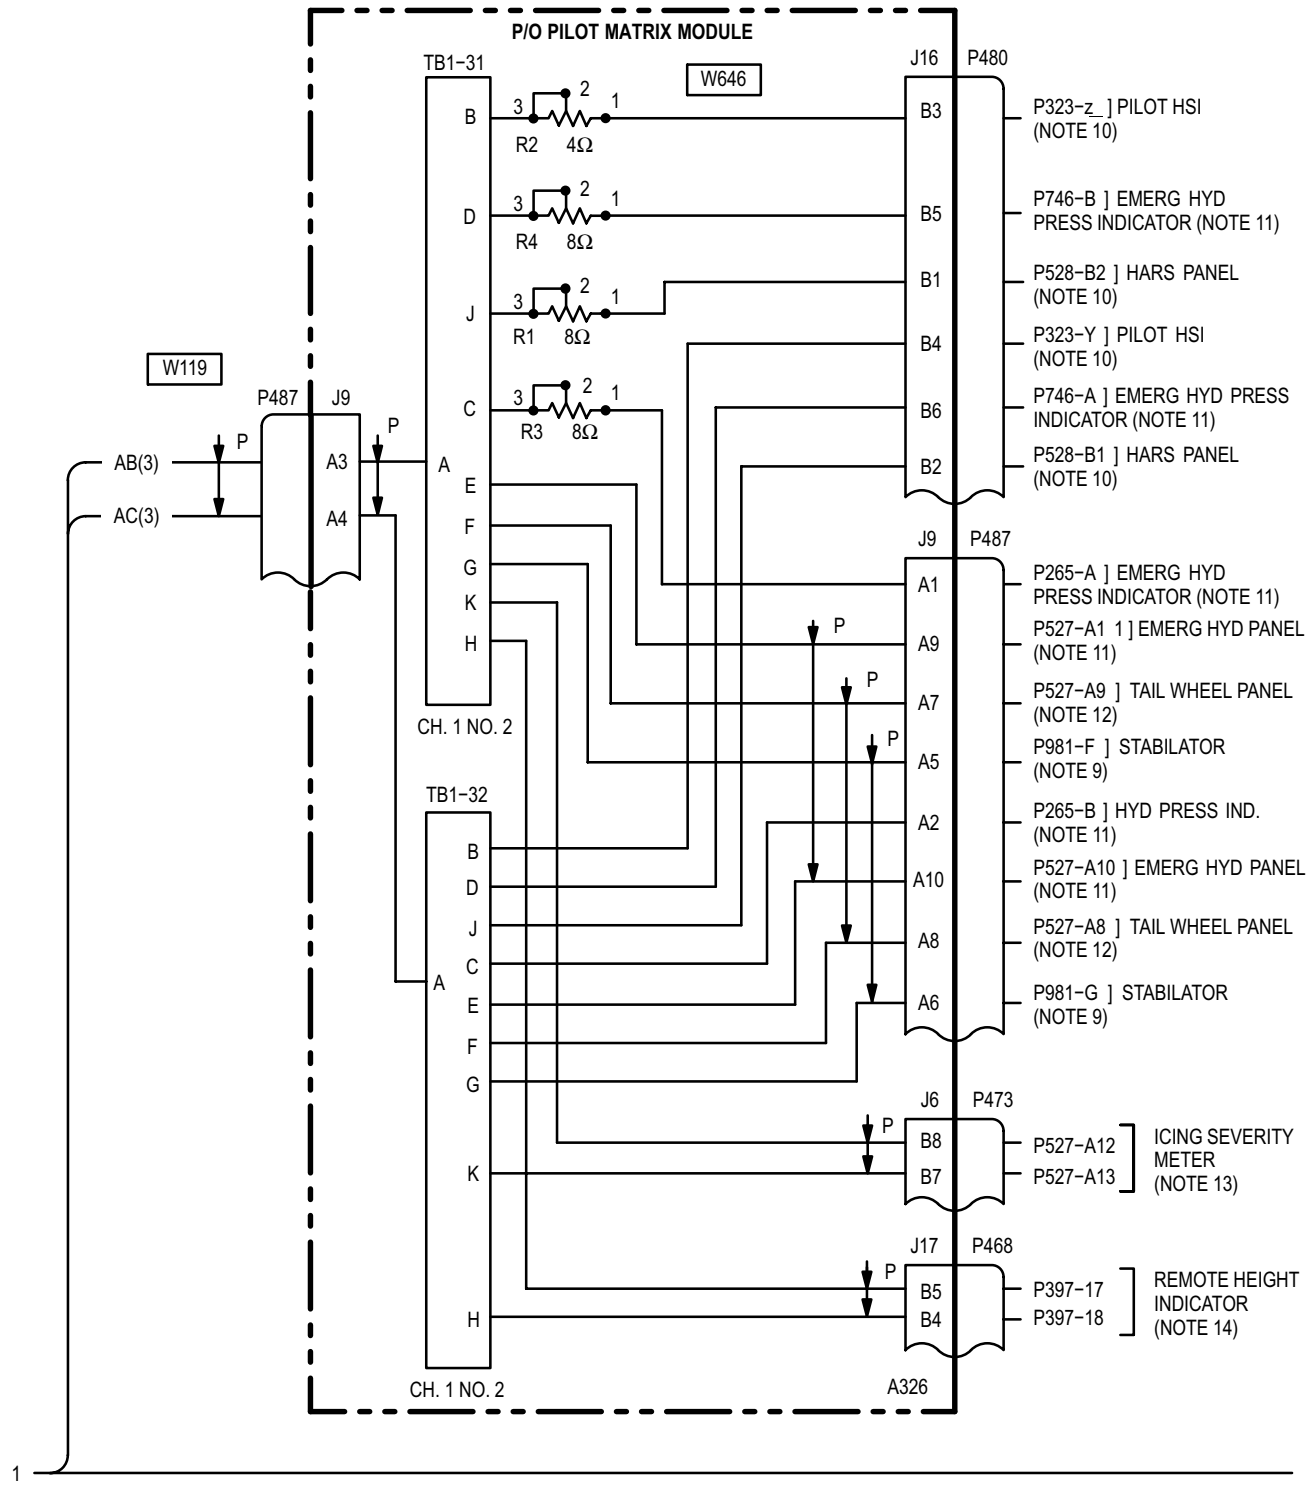 P/O PILOT MATRIX MODULE
TB1−31
W646
J16 P480
B 3 2 1 B3
R2 4Ω
P323−z_ ] PILOT HSI
(NOTE 10)
D 3 2 1 B5
R4 8Ω
P746−B ] EMERG HYD
PRESS INDICATOR (NOTE 11)
J 3 2 1 B1
R1 8Ω
P528−B2 ] HARS PANEL
(NOTE 10)
B4
P323−Y ] PILOT HSI
(NOTE 10)
C 3 2 1 B6
R3 8Ω
P746−A ] EMERG HYD PRESS
INDICATOR (NOTE 11)
B2
P528−B1 ] HARS PANEL
(NOTE 10)
W119
P487 J9
P P
AB(3) A3 A
AC(3) A4
E
F
G
K
H
CH. 1 NO. 2
J9 P487
A1
P265−A ] EMERG HYD
PRESS INDICATOR (NOTE 11)
P A9
P527−A1 1 ] EMERG HYD PANEL
(NOTE 11)
P A7
P527−A9 ] TAIL WHEEL PANEL
(NOTE 12)
P A5
P981−F ] STABILATOR
(NOTE 9)
A2
P265−B ] HYD PRESS IND.
(NOTE 11)
A10
P527−A10 ] EMERG HYD PANEL
(NOTE 11)
A8
P527−A8 ] TAIL WHEEL PANEL
(NOTE 12)
A6
P981−G ] STABILATOR
(NOTE 9)
TB1−32
B
D
J
C
A
E
F
G
K
H
CH. 1 NO. 2
J6 P473
P B8 P527−A12
B7 P527−A13
ICING SEVERITY
METER
(NOTE 13)
J17 P468
P B5 P397−17
B4 P397−18
REMOTE HEIGHT
INDICATOR
(NOTE 14)
A326
1